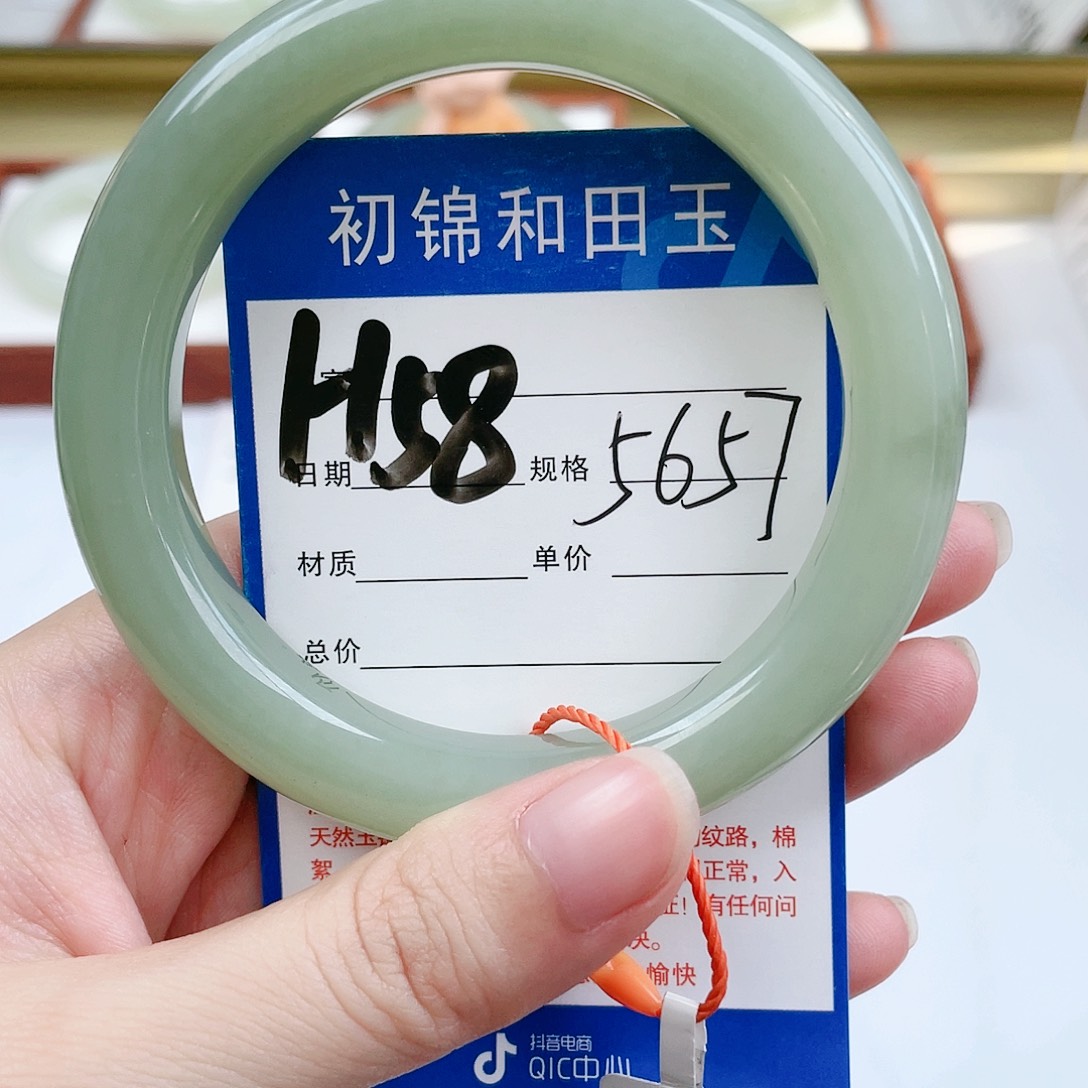 初锦和田玉
H58
日期 规格 5657
材质 单价
总价
天然玉 纹路，棉
絮 正常，入
证！有任何问
决。
愉快
抖音电商
QIC中心